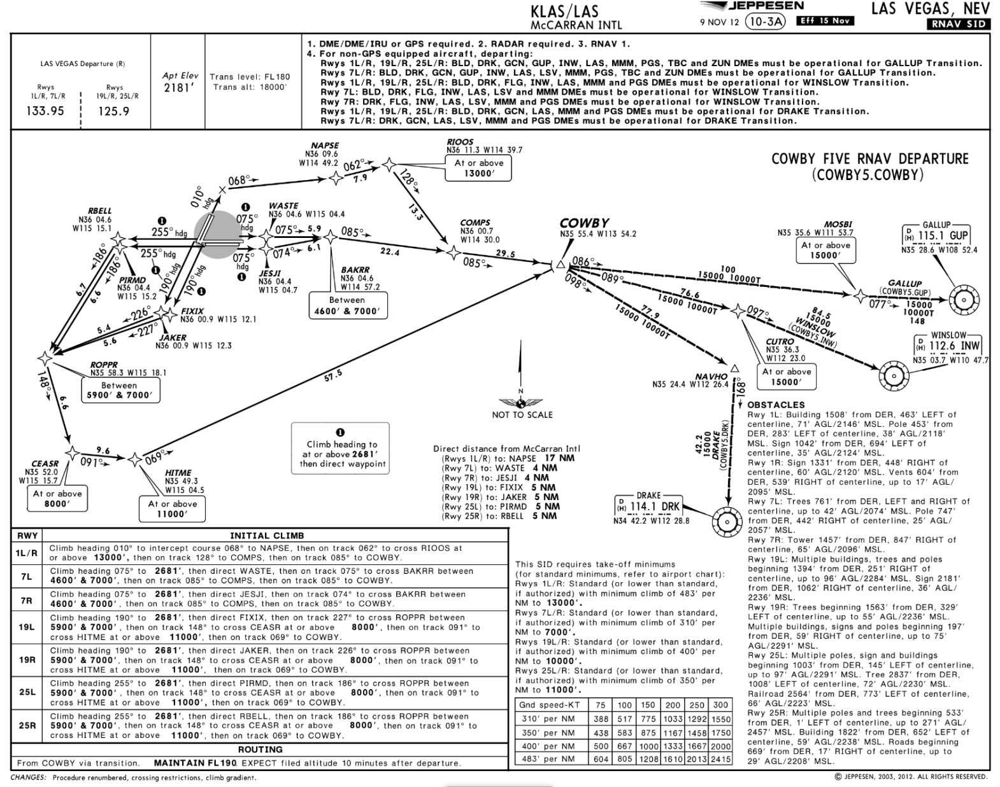 KLAS/LAS
McCARRAN INTL
JEPPESEN
9 NOV 12 10-3A Eff 15 Nov
LAS VEGAS, NEV
RNAV SID
LAS VEGAS Departure (R)
Rwys
1L/R, 7L/R
133.95
Rwys
19L/R, 25L/R
125.9
Apt Elev
2181'
Trans level: FL180
Trans alt: 18000'
1. DME/DME/IRU or GPS required. 2. RADAR required. 3. RNAV 1.
4. For non-GPS equipped aircraft, departing:
Rwys 1L/R, 19L/R, 25L/R: BLD, DRK, GCN, GUP, INW, LAS, MMM, PGS, TBC and ZUN DMEs must be operational for GALLUP Transition.
Rwys 7L/R: BLD, DRK, GCN, GUP, INW, LAS, LSV, MMM, PGS, TBC and ZUN DMEs must be operational for GALLUP Transition.
Rwys 1L/R, 19L/R, 25L/R: BLD, DRK, FLG, INW, LAS, MMM and PGS DMEs must be operational for WINSLOW Transition.
Rwy 7L: BLD, DRK, FLG, INW, LAS, LSV and MMM DMEs must be operational for WINSLOW Transition.
Rwy 7R: DRK, FLG, INW, LAS, LSV, MMM and PGS DMEs must be operational for WINSLOW Transition.
Rwys 1L/R, 19L/R, 25L/R: BLD, DRK, GCN, LAS, MMM and PGS DMEs must be operational for DRAKE Transition.
Rwys 7L/R: DRK, GCN, LAS, LSV, MMM and PGS DMEs must be operational for DRAKE Transition.
COWBY FIVE RNAV DEPARTURE
(COWBY5.COWBY)
NAPSE
N36 09.6
W114 49.2
RIOOS
N36 11.3 W114 39.7
At or above
13000'
062°
7.9
068°
010°
hdg
128°
13.3
RBELL
N36 04.6
W115 15.1
1
255° hdg
255° hdg
1
1
075°
hdg
075°
hdg
1
WASTE
N36 04.6 W115 04.4
075° 5.9
074° 6.1
JESJI
N36 04.4
W115 04.7
085°
22.4
BAKRR
N36 04.6
W114 57.2
Between
4600' & 7000'
COMPS
N36 00.7
W114 30.0
085°
29.5
COWBY
N35 55.4 W113 54.2
186°
186°
6.7
6.6
PIRMD
N36 04.4
W115 15.2
190° hdg
190° hdg
1
226°
227°
5.4
5.6
FIXIX
N36 00.9 W115 12.1
JAKER
N36 00.9 W115 12.3
ROPPR
N35 58.3 W115 18.1
Between
5900' & 7000'
148°
6.6
CEASR
N35 52.0
W115 15.7
At or above
8000'
9.6
091°
069°
57.5
HITME
N35 49.3
W115 04.5
At or above
11000'
086°
100
15000 10000T
089°
76.6
15000 10000T
098°
77.9
15000 10000T
MOSBI
N35 35.6 W111 53.7
At or above
15000'
GALLUP
D
(H) 115.1 GUP
N35 28.6 W108 52.4
GALLUP
(COWBY5.GUP)
077° 15000
10000T
148
CUTRO
N35 36.3
W112 23.0
At or above
15000'
097°
84.5
15000
WINSLOW
(COWBY5.INW)
WINSLOW
D
(H) 112.6 INW
N35 03.7 W110 47.7
NAVHO
N35 24.4 W112 26.4
168°
42.2
15000
DRAKE
(COWBY5.DRK)
DRAKE
D
(H) 114.1 DRK
N34 42.2 W112 28.8
N
NOT TO SCALE
1
Climb heading to
at or above 2681'
then direct waypoint
Direct distance from McCarran Intl
(Rwys 1L/R) to: NAPSE 17 NM
(Rwy 7L) to: WASTE 4 NM
(Rwy 7R) to: JESJI 4 NM
(Rwy 19L) to: FIXIX 5 NM
(Rwy 19R) to: JAKER 5 NM
(Rwy 25L) to: PIRMD 5 NM
(Rwy 25R) to: RBELL 5 NM
OBSTACLES
Rwy 1L: Building 1508' from DER, 463' LEFT of
centerline, 71' AGL/2146' MSL. Pole 453' from
DER, 283' LEFT of centerline, 38' AGL/2118'
MSL. Sign 1042' from DER, 694' LEFT of
centerline, 35' AGL/2124' MSL.
Rwy 1R: Sign 1331' from DER, 448' RIGHT of
centerline, 60' AGL/2120' MSL. Vents 604' from
DER, 539' RIGHT of centerline, up to 17' AGL/
2095' MSL.
Rwy 7L: Trees 761' from DER, LEFT and RIGHT of
centerline, up to 42' AGL/2074' MSL. Pole 747'
from DER, 442' RIGHT of centerline, 25' AGL/
2057' MSL.
Rwy 7R: Tower 1457' from DER, 847' RIGHT of
centerline, 65' AGL/2096' MSL.
Rwy 19L: Multiple buildings, trees and poles
beginning 1394' from DER, 251' RIGHT of
centerline, up to 96' AGL/2284' MSL. Sign 2181'
from DER, 1062' RIGHT of centerline, 36' AGL/
2236' MSL.
Rwy 19R: Trees beginning 1563' from DER, 329'
LEFT of centerline, up to 55' AGL/2236' MSL.
Multiple buildings, signs and poles beginning 197'
from DER, 59' RIGHT of centerline, up to 75'
AGL/2291' MSL.
Rwy 25L: Multiple poles, sign and buildings
beginning 1003' from DER, 145' LEFT of centerline,
up to 97' AGL/2291' MSL. Tree 2837' from DER,
1008' LEFT of centerline, 72' AGL/2230' MSL.
Railroad 2564' from DER, 773' LEFT of centerline,
66' AGL/2223' MSL.
Rwy 25R: Multiple poles and trees beginning 533'
from DER, 1' LEFT of centerline, up to 271' AGL/
2457' MSL. Building 1822' from DER, 652' LEFT of
centerline, 59' AGL/2238' MSL. Roads beginning
669' from DER, 17' RIGHT of centerline, up to
29' AGL/2208' MSL.
RWY INITIAL CLIMB
1L/R Climb heading 010° to intercept course 068° to NAPSE, then on track 062° to cross RIOOS at
or above 13000', then on track 128° to COMPS, then on track 085° to COWBY.
7L Climb heading 075° to 2681', then direct WASTE, then on track 075° to cross BAKRR between
4600' & 7000', then on track 085° to COMPS, then on track 085° to COWBY.
7R Climb heading 075° to 2681', then direct JESJI, then on track 074° to cross BAKRR between
4600' & 7000', then on track 085° to COMPS, then on track 085° to COWBY.
19L Climb heading 190° to 2681', then direct FIXIX, then on track 227° to cross ROPPR between
5900' & 7000', then on track 148° to cross CEASR at or above 8000', then on track 091° to
cross HITME at or above 11000', then on track 069° to COWBY.
19R Climb heading 190° to 2681', then direct JAKER, then on track 226° to cross ROPPR between
5900' & 7000', then on track 148° to cross CEASR at or above 8000', then on track 091° to
cross HITME at or above 11000', then on track 069° to COWBY.
25L Climb heading 255° to 2681', then direct PIRMD, then on track 186° to cross ROPPR between
5900' & 7000', then on track 148° to cross CEASR at or above 8000', then on track 091° to
cross HITME at or above 11000', then on track 069° to COWBY.
25R Climb heading 255° to 2681', then direct RBELL, then on track 186° to cross ROPPR between
5900' & 7000', then on track 148° to cross CEASR at or above 8000', then on track 091° to
cross HITME at or above 11000', then on track 069° to COWBY.
ROUTING
From COWBY via transition. MAINTAIN FL190. EXPECT filed altitude 10 minutes after departure.
This SID requires take-off minimums
(for standard minimums, refer to airport chart):
Rwys 1L/R: Standard (or lower than standard,
if authorized) with minimum climb of 483' per
NM to 13000'.
Rwys 7L/R: Standard (or lower than standard,
if authorized) with minimum climb of 310' per
NM to 7000'.
Rwys 19L/R: Standard (or lower than standard,
if authorized) with minimum climb of 400' per
NM to 10000'.
Rwys 25L/R: Standard (or lower than standard,
if authorized) with minimum climb of 350' per
NM to 11000'.
Gnd speed-KT 75 100 150 200 250 300
310' per NM 388 517 775 1033 1292 1550
350' per NM 438 583 875 1167 1458 1750
400' per NM 500 667 1000 1333 1667 2000
483' per NM 604 805 1208 1610 2013 2415
CHANGES: Procedure renumbered, crossing restrictions, climb gradient.
© JEPPESEN, 2003, 2012. ALL RIGHTS RESERVED.